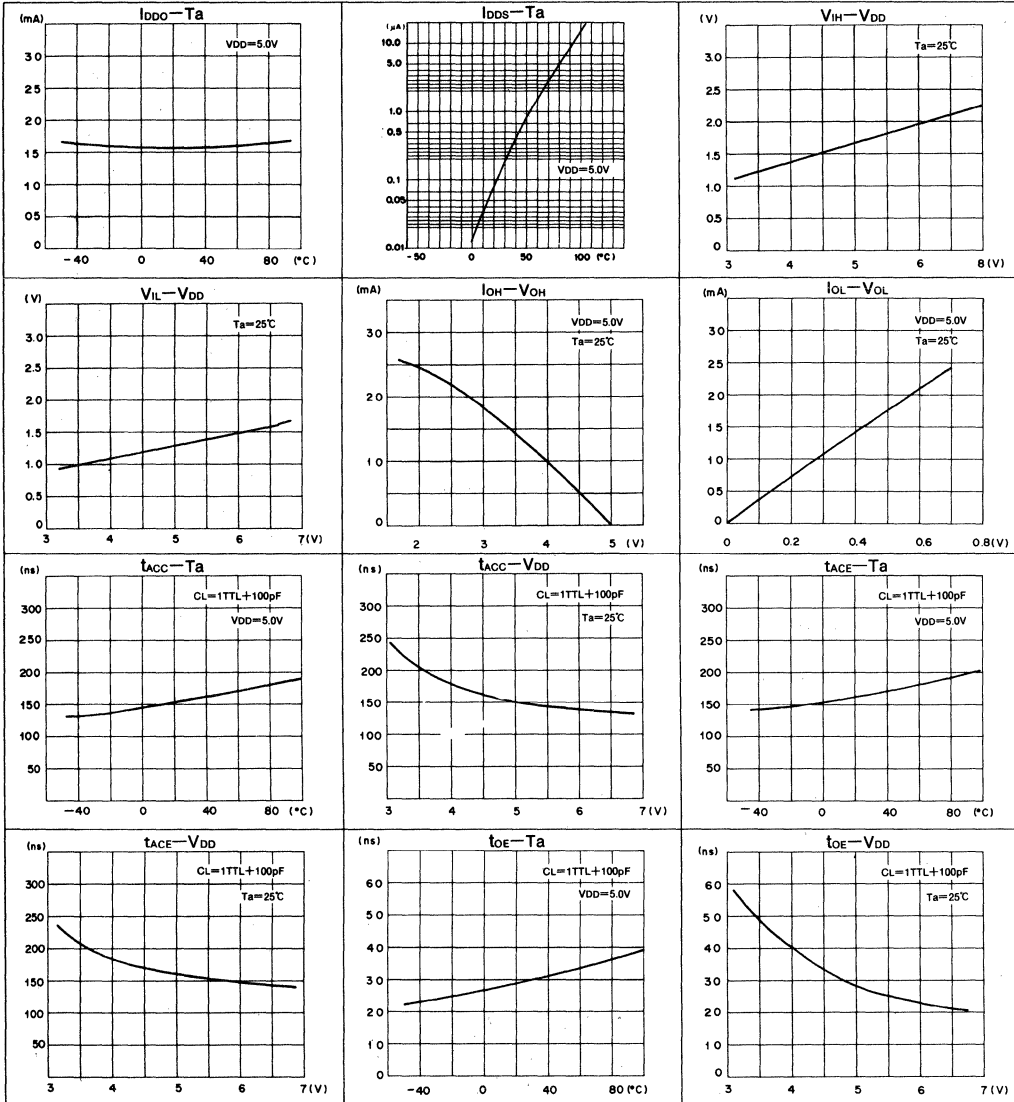 IDDO—Ta
(mA)
VDD=5.0V
30
25
20
15
10
05
0
-40 0 40 80 (°C)
IDDS—Ta
(μA)
10.0
5.0
1.0
0.5
VDD=5.0V
0.1
0.05
0.01
-50 0 50 100 (°C)
VIH—VDD
(V)
Ta=25℃
3.0
2.5
2.0
1.5
1.0
0.5
0
3 4 5 6 8(V)
VIL—VDD
(V)
Ta=25℃
3.0
2.5
2.0
1.5
1.0
0.5
0
3 4 5 6 7(V)
IOH—VOH
(mA)
VDD=5.0V
Ta=25℃
30
20
10
0
2 3 4 5 (V)
IOL—VOL
(mA)
VDD=5.0V
Ta=25℃
30
25
20
15
10
05
0
0 0.2 0.4 0.6 0.8(V)
tACC—Ta
(ns)
CL=1TTL+100pF
VDD=5.0V
300
250
200
150
100
50
-40 0 40 80 (°C)
tACC—VDD
(ns)
CL=1TTL+100pF
Ta=25℃
300
250
200
150
100
50
3 4 5 6 7(V)
tACE—Ta
(ns)
CL=1TTL+100pF
VDD=5.0V
300
250
200
150
100
50
-40 0 40 80 (°C)
tACE—VDD
(ns)
CL=1TTL+100pF
Ta=25℃
300
250
200
150
100
50
3 4 5 6 7(V)
tOE—Ta
(ns)
CL=1TTL+100pF
VDD=5.0V
60
50
40
30
20
10
0
-40 0 40 80(°C)
tOE—VDD
(ns)
CL=1TTL+100pF
Ta=25℃
60
50
40
30
20
10
0
3 4 5 6 7(V)